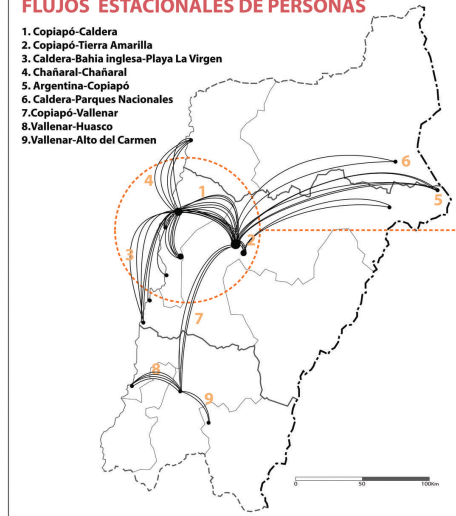 FLUJOS ESTACIONALES DE PERSONAS
1. Copiapó-Caldera
2. Copiapó-Tierra Amarilla
3. Caldera-Bahia inglesa-Playa La Virgen
4. Chañaral-Chañaral
5. Argentina-Copiapó
6. Caldera-Parques Nacionales
7.Copiapó-Vallenar
8.Vallenar-Huasco
9.Vallenar-Alto del Carmen
6
4
1
5
2
3
7
8
9
0 50 100Km